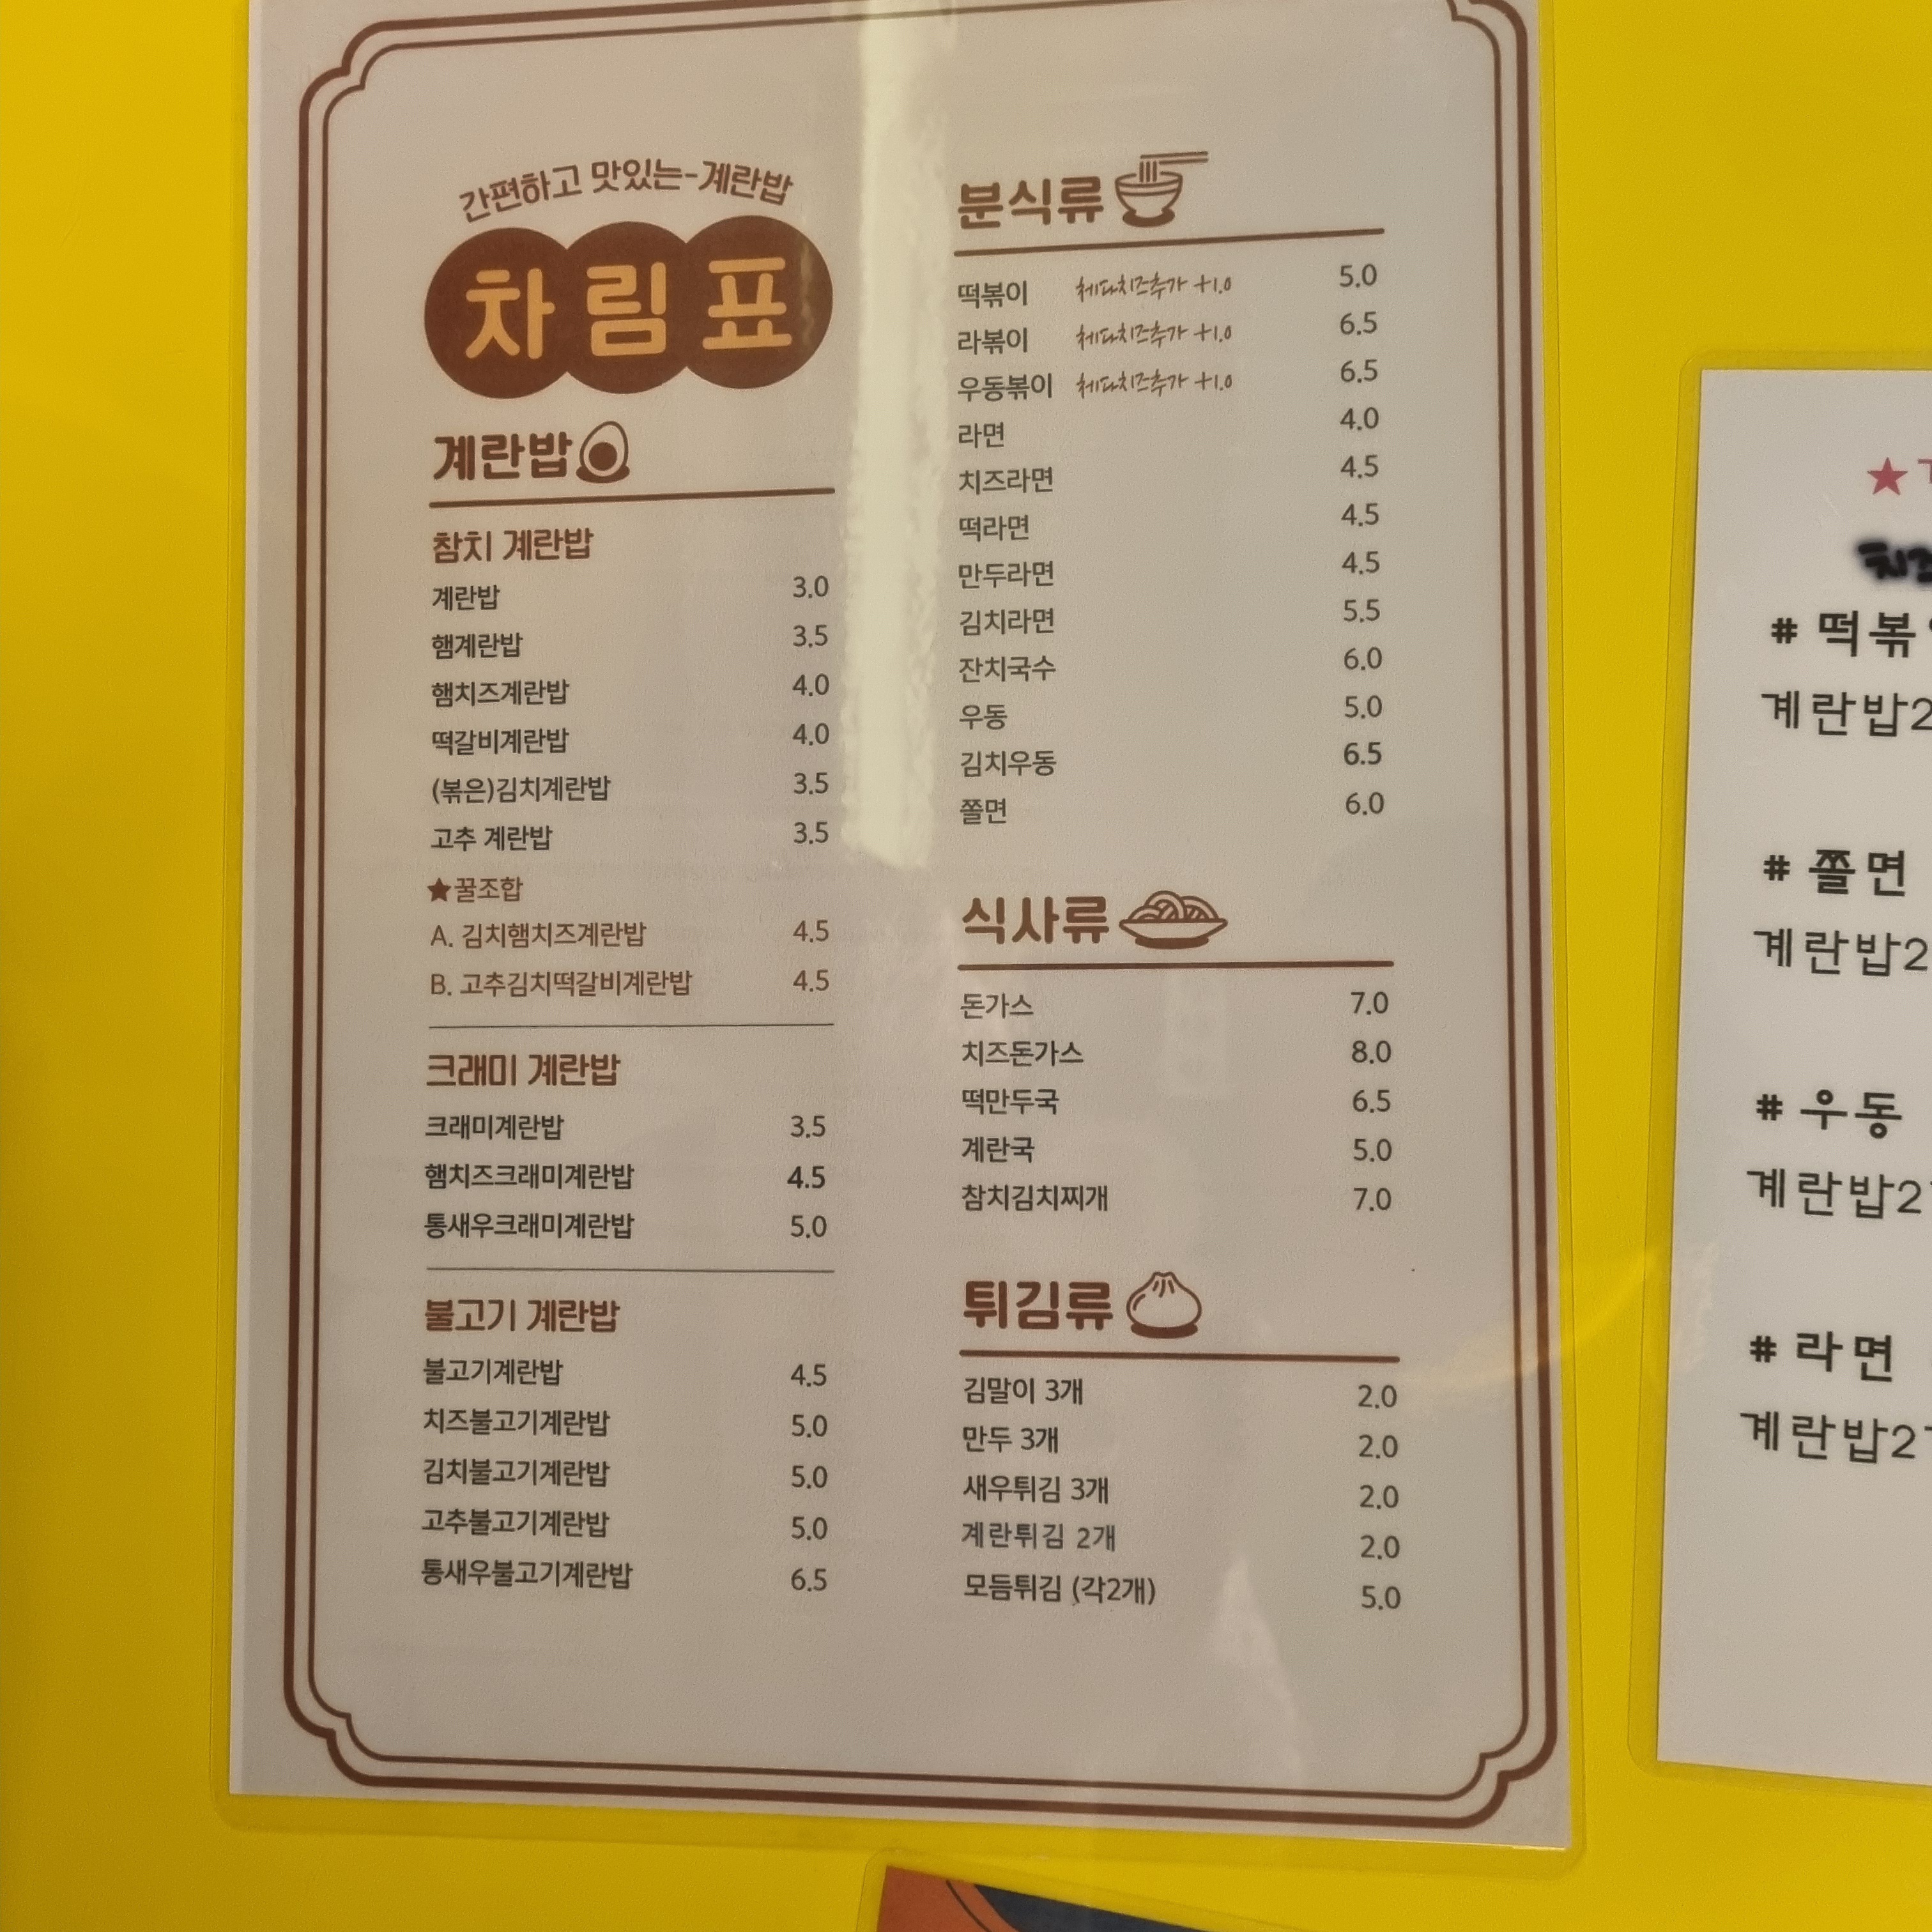 간편하고 맛있는-계란밥
차림표
계란밥
참치 계란밥
계란밥 3.0
햄계란밥 3.5
햄치즈계란밥 4.0
떡갈비계란밥 4.0
(볶은)김치계란밥 3.5
고추 계란밥 3.5
★꿀조합
A. 김치햄치즈계란밥 4.5
B. 고추김치떡갈비계란밥 4.5
크래미 계란밥
크래미계란밥 3.5
햄치즈크래미계란밥 4.5
통새우크래미계란밥 5.0
불고기 계란밥
불고기계란밥 4.5
치즈불고기계란밥 5.0
김치불고기계란밥 5.0
고추불고기계란밥 5.0
통새우불고기계란밥 6.5
분식류
떡볶이 체다치즈추가 +1.0 5.0
라볶이 체다치즈추가 +1.0 6.5
우동볶이 체다치즈추가 +1.0 6.5
라면 4.0
치즈라면 4.5
떡라면 4.5
만두라면 4.5
김치라면 5.5
잔치국수 6.0
우동 5.0
김치우동 6.5
쫄면 6.0
식사류
돈가스 7.0
치즈돈가스 8.0
떡만두국 6.5
계란국 5.0
참치김치찌개 7.0
튀김류
김말이 3개 2.0
만두 3개 2.0
새우튀김 3개 2.0
계란튀김 2개 2.0
모듬튀김 (각2개) 5.0
★
치즈
# 떡볶
계란밥2
# 쫄면
계란밥2
# 우동
계란밥2
# 라면
계란밥2